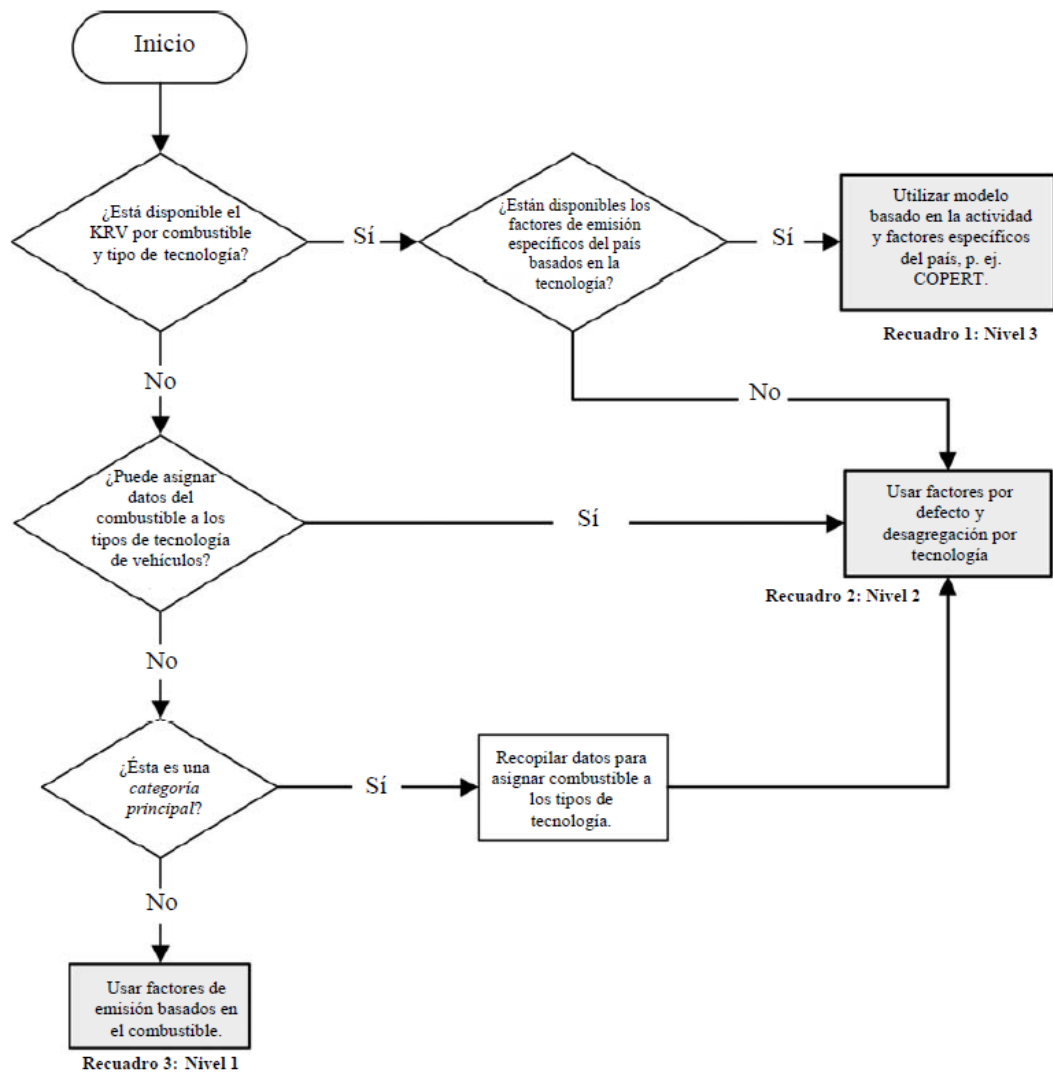 Inicio
¿Está disponible el
KRV por combustible
y tipo de tecnología?
Sí
¿Están disponibles los
factores de emisión
específicos del país
basados en la
tecnología?
Sí
Utilizar modelo
basado en la actividad
y factores específicos
del país, p. ej.
COPERT.
Recuadro 1: Nivel 3
No
No
¿Puede asignar
datos del
combustible a los
tipos de tecnología
de vehículos?
Sí
Usar factores por
defecto y
desagregación por
tecnología
Recuadro 2: Nivel 2
No
¿Ésta es una
categoría
principal?
Sí
Recopilar datos para
asignar combustible a
los tipos de
tecnología.
No
Usar factores de
emisión basados en
el combustible.
Recuadro 3: Nivel 1